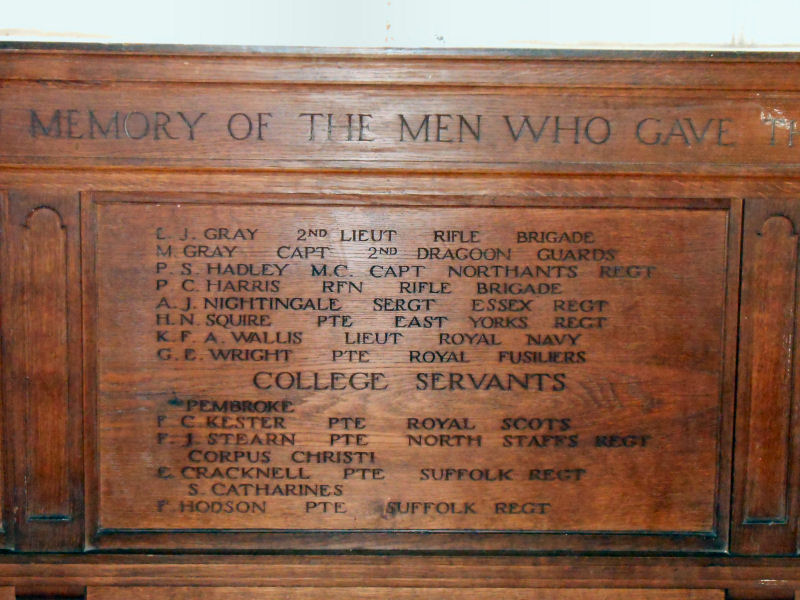 MEMORY OF THE MEN WHO GAVE
E. J. GRAY 2ND LIEUT RIFLE BRIGADE
M. GRAY CAPT 2ND DRAGOON GUARDS
P. S. HADLEY M.C. CAPT NORTHANTS REGT
P C. HARRIS RFN RIFLE BRIGADE
A. J. NIGHTINGALE SERGT ESSEX REGT
H. N. SQUIRE PTE EAST YORKS REGT
K. F. A. WALLIS LIEUT ROYAL NAVY
G. E. WRIGHT PTE ROYAL FUSILIERS
COLLEGE SERVANTS
PEMBROKE
C KESTER PTE ROYAL SCOTS
F. J. STEARN PTE NORTH STAFFS REGT
CORPUS CHRISTI
E. CRACKNELL PTE SUFFOLK REGT
S. CATHARINES
F HODSON PTE SUFFOLK REGT